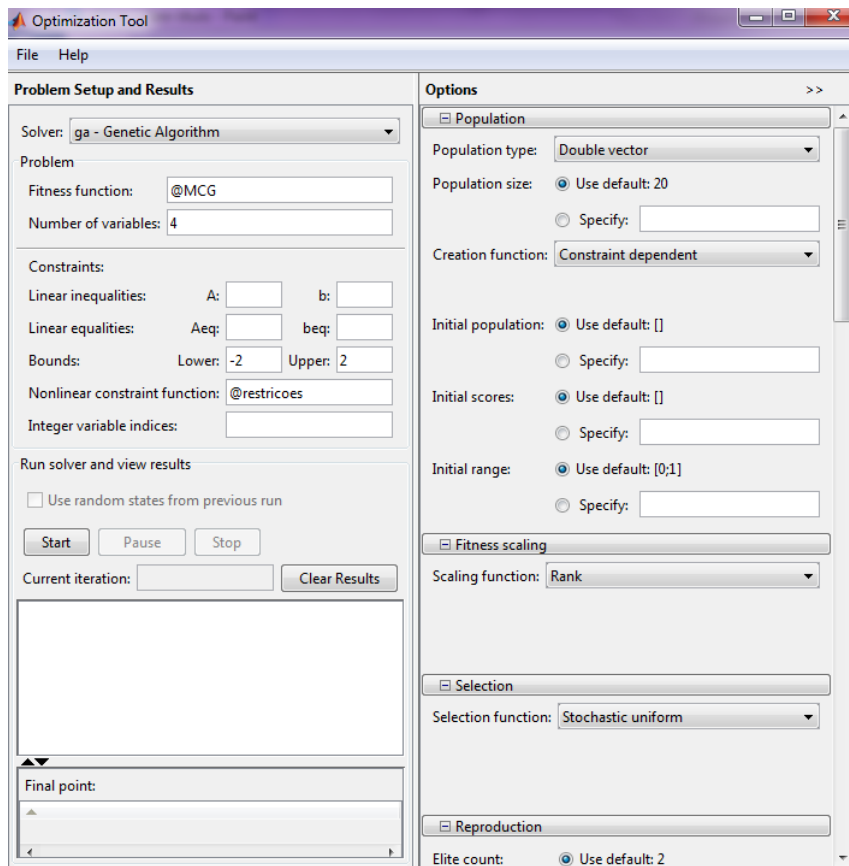 Optimization Tool
File Help
Problem Setup and Results
Solver: ga - Genetic Algorithm
Problem
Fitness function: @MCG
Number of variables: 4
Constraints:
Linear inequalities: A: b:
Linear equalities: Aeq: beq:
Bounds: Lower: -2 Upper: 2
Nonlinear constraint function: @restricoes
Integer variable indices:
Run solver and view results
Use random states from previous run
Start Pause Stop
Current iteration: Clear Results
Final point:
Options >>
Population
Population type: Double vector
Population size: Use default: 20
Specify:
Creation function: Constraint dependent
Initial population: Use default: []
Specify:
Initial scores: Use default: []
Specify:
Initial range: Use default: [0;1]
Specify:
Fitness scaling
Scaling function: Rank
Selection
Selection function: Stochastic uniform
Reproduction
Elite count: Use default: 2